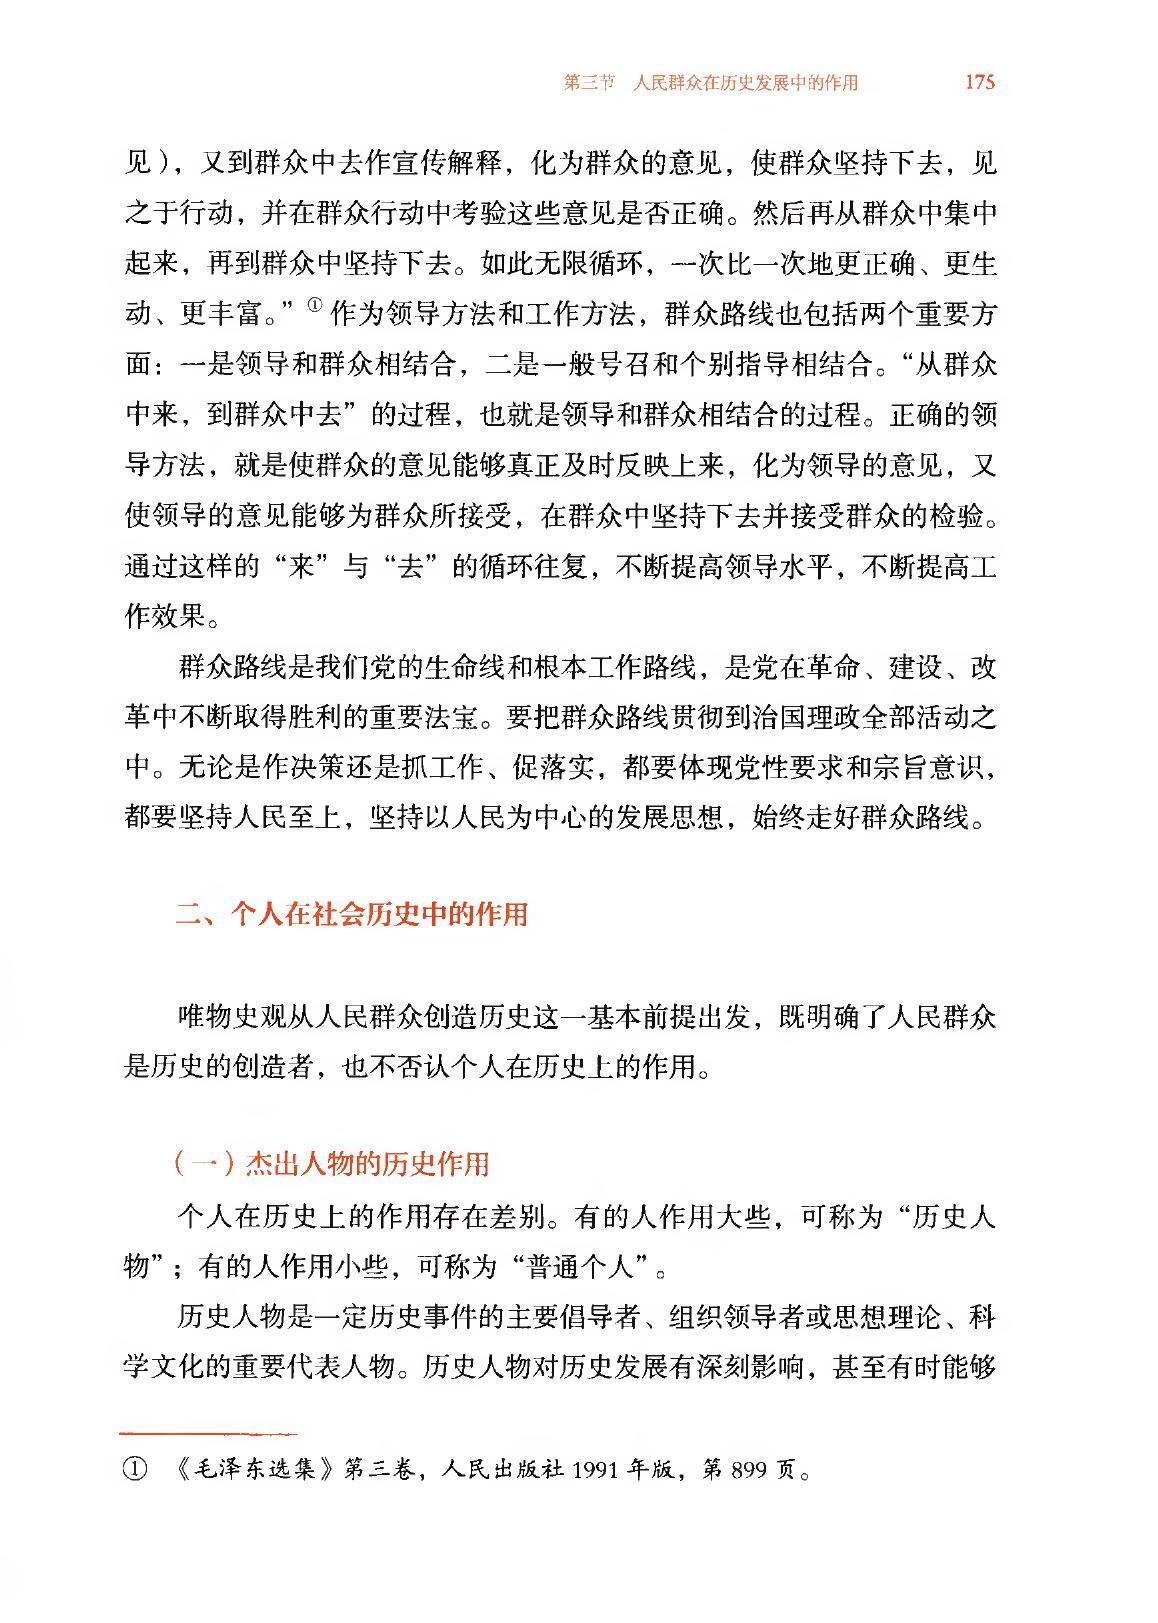 第三节 人民群众在历史发展中的作用 175
见），又到群众中去作宣传解释，化为群众的意见，使群众坚持下去，见
之于行动，并在群众行动中考验这些意见是否正确。然后再从群众中集中
起来，再到群众中坚持下去。如此无限循环，一次比一次地更正确、更生
动、更丰富。”① 作为领导方法和工作方法，群众路线也包括两个重要方
面：一是领导和群众相结合，二是一般号召和个别指导相结合。“从群众
中来，到群众中去”的过程，也就是领导和群众相结合的过程。正确的领
导方法，就是使群众的意见能够真正及时反映上来，化为领导的意见，又
使领导的意见能够为群众所接受，在群众中坚持下去并接受群众的检验。
通过这样的“来”与“去”的循环往复，不断提高领导水平，不断提高工
作效果。
群众路线是我们党的生命线和根本工作路线，是党在革命、建设、改
革中不断取得胜利的重要法宝。要把群众路线贯彻到治国理政全部活动之
中。无论是作决策还是抓工作、促落实，都要体现党性要求和宗旨意识，
都要坚持人民至上，坚持以人民为中心的发展思想，始终走好群众路线。
二、个人在社会历史中的作用
唯物史观从人民群众创造历史这一基本前提出发，既明确了人民群众
是历史的创造者，也不否认个人在历史上的作用。
（一）杰出人物的历史作用
个人在历史上的作用存在差别。有的人作用大些，可称为“历史人
物”；有的人作用小些，可称为“普通个人”。
历史人物是一定历史事件的主要倡导者、组织领导者或思想理论、科
学文化的重要代表人物。历史人物对历史发展有深刻影响，甚至有时能够
① 《毛泽东选集》第三卷，人民出版社 1991 年版，第 899 页。